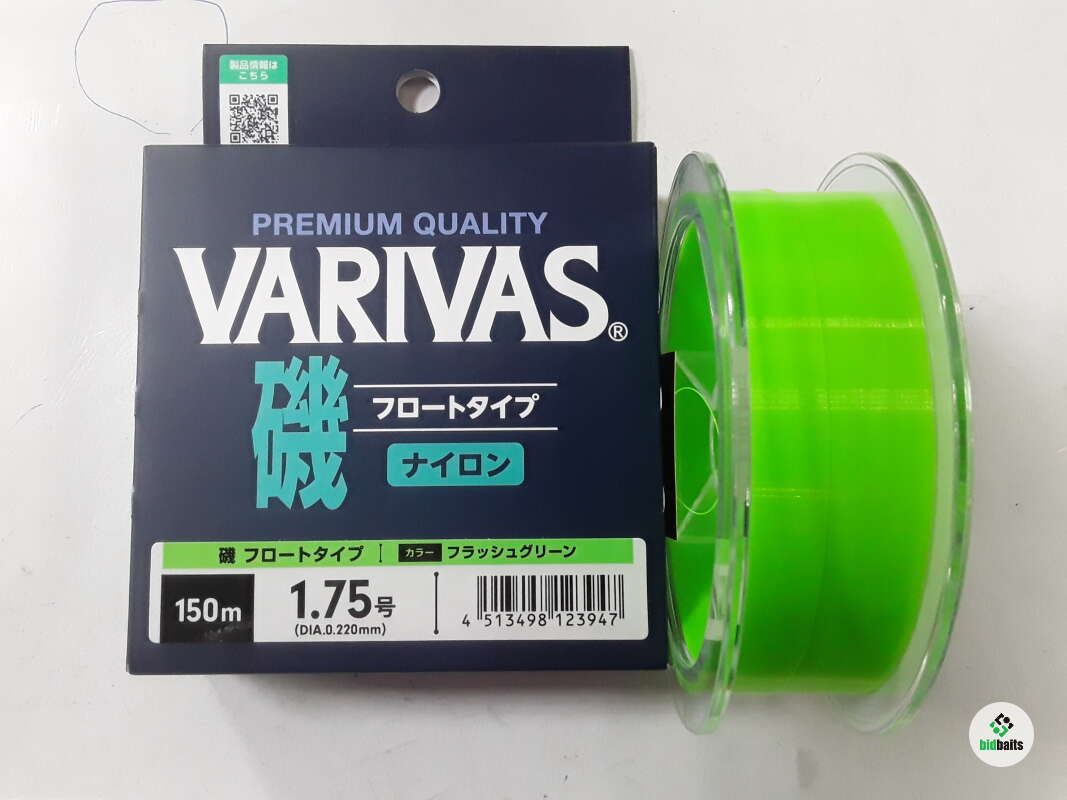 製品情報は
こちら
PREMIUM QUALITY
VARIVAS®
磯
フロートタイプ
ナイロン
磯 フロートタイプ
カラー フラッシュグリーン
150m
1.75号
(DIA.0.220mm)
4 513498 123947
bidbaits